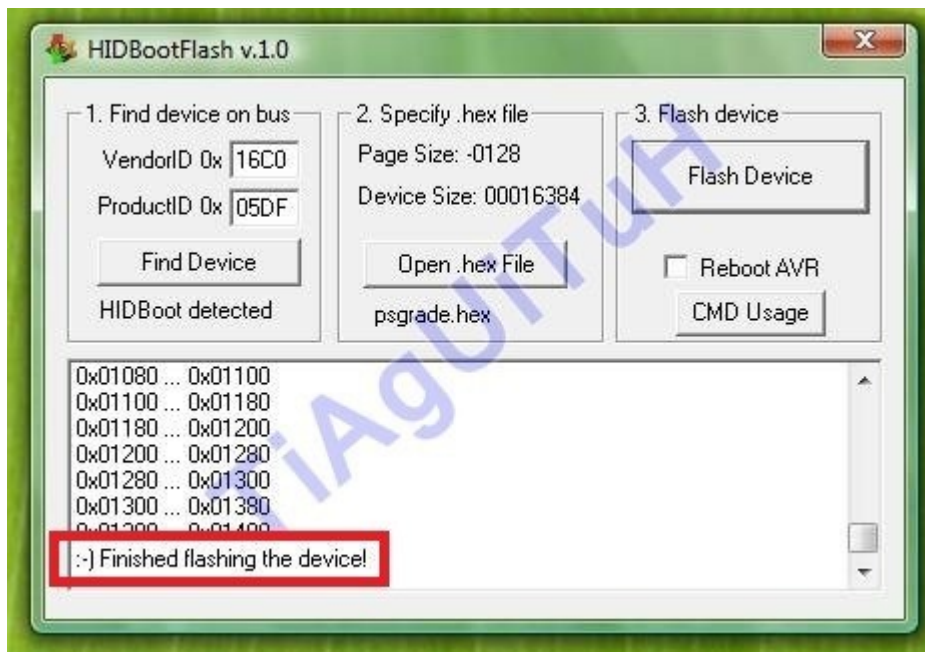 HIDBootFlash v.1.0
1. Find device on bus
VendorID 0x 16C0
ProductID 0x 05DF
Find Device
HIDBoot detected
2. Specify .hex file
Page Size: -0128
Device Size: 00016384
Open .hex File
psgrade.hex
3. Flash device
Flash Device
Reboot AVR
CMD Usage
0x01080 ... 0x01100
0x01100 ... 0x01180
0x01180 ... 0x01200
0x01200 ... 0x01280
0x01280 ... 0x01300
0x01300 ... 0x01380
0x01380 ... 0x01400
:-) Finished flashing the device!
TiAgUiTuH